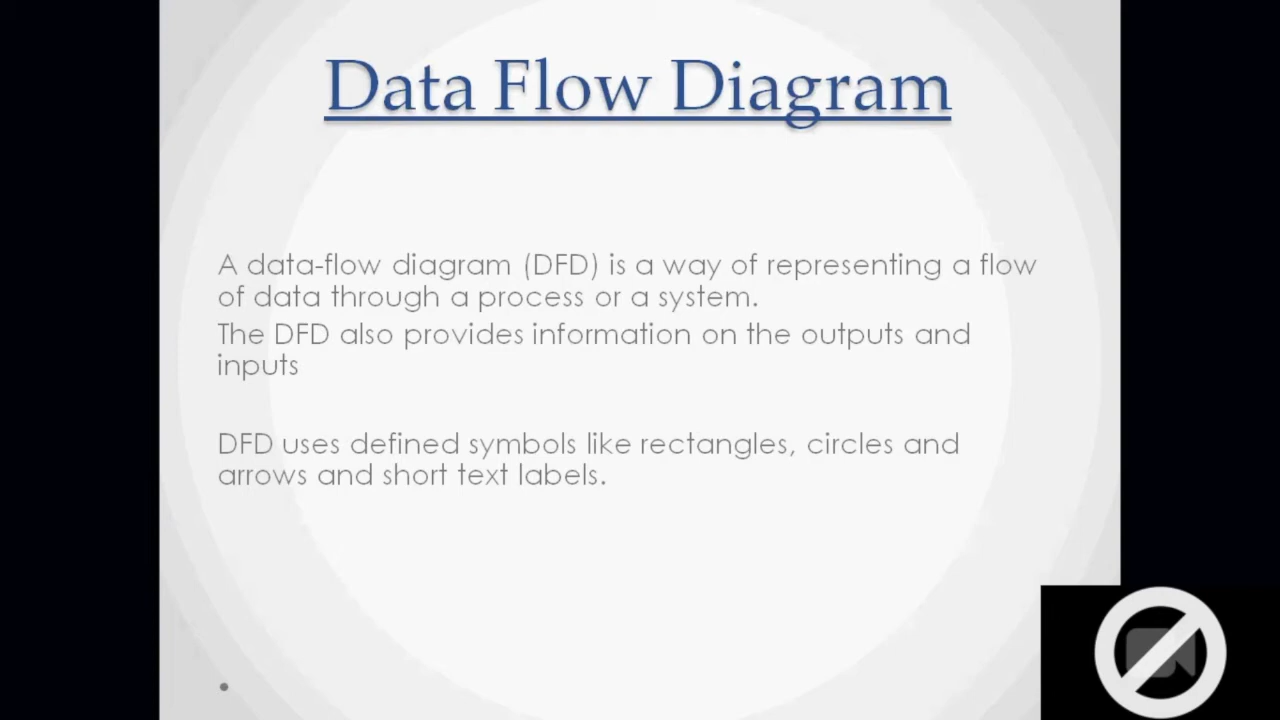 Data Flow Diagram
A data-flow diagram (DFD) is a way of representing a flow
of data through a process or a system.
The DFD also provides information on the outputs and
inputs
DFD uses defined symbols like rectangles, circles and
arrows and short text labels.